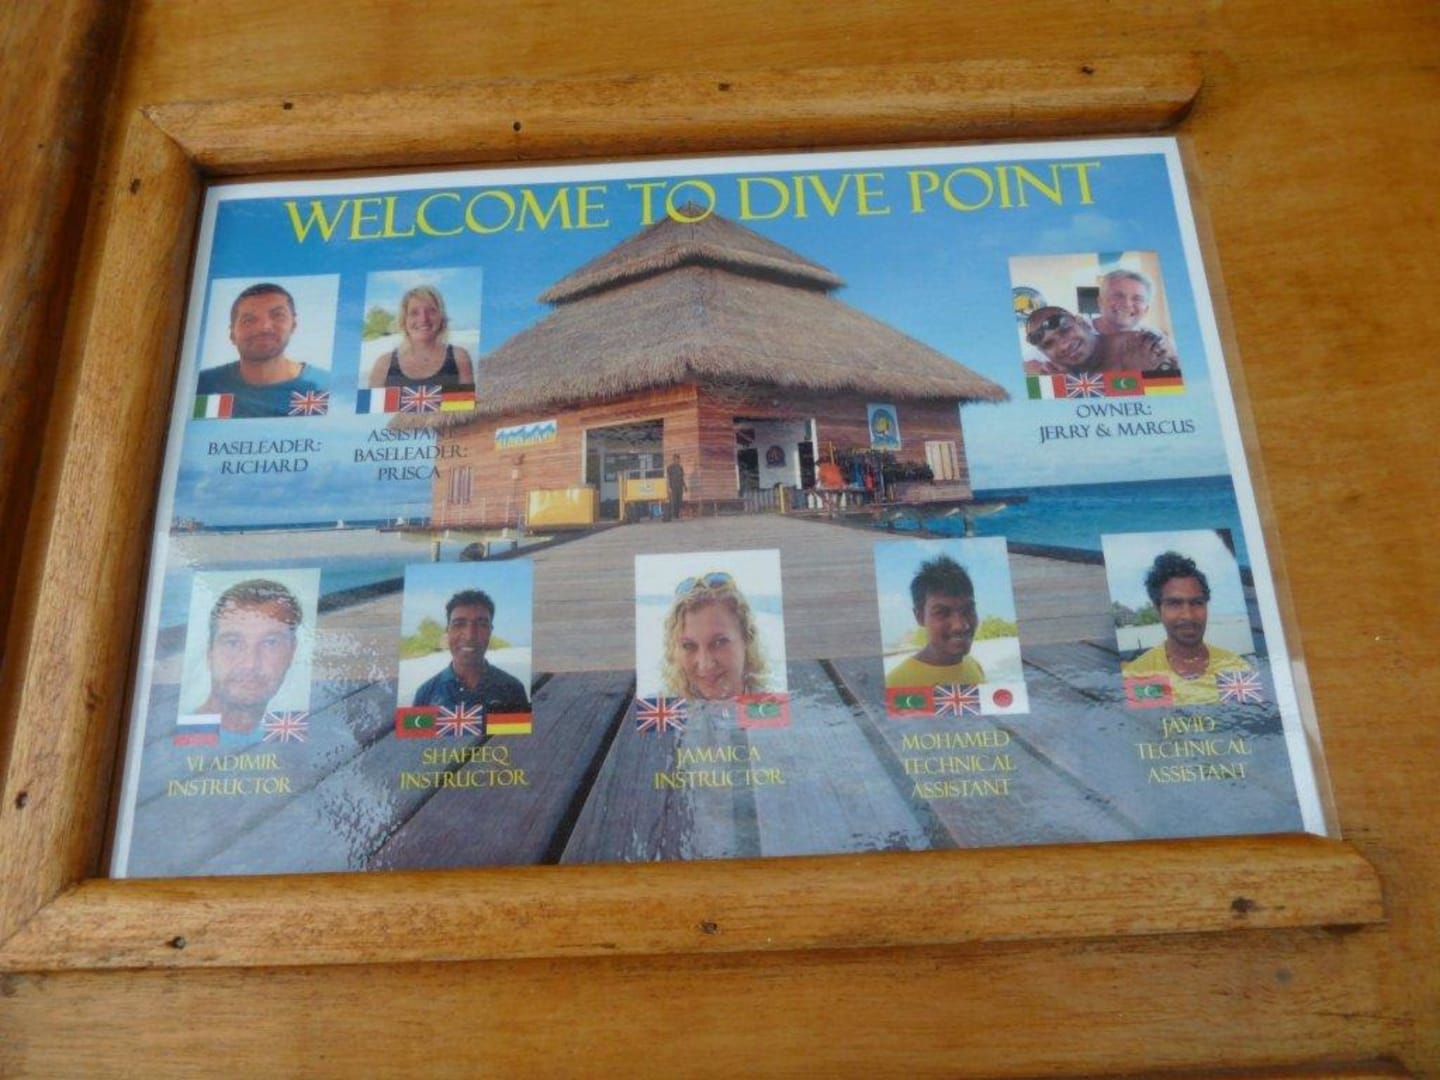 WELCOME TO DIVE POINT
BASELEADER:
RICHARD
ASSISTANT
BASELEADER:
PRISCA
OWNER:
JERRY & MARCUS
VLADIMIR
INSTRUCTOR
SHAFEEQ
INSTRUCTOR
JAMAICA
INSTRUCTOR
MOHAMED
TECHNICAL
ASSISTANT
JAVID
TECHNICAL
ASSISTANT